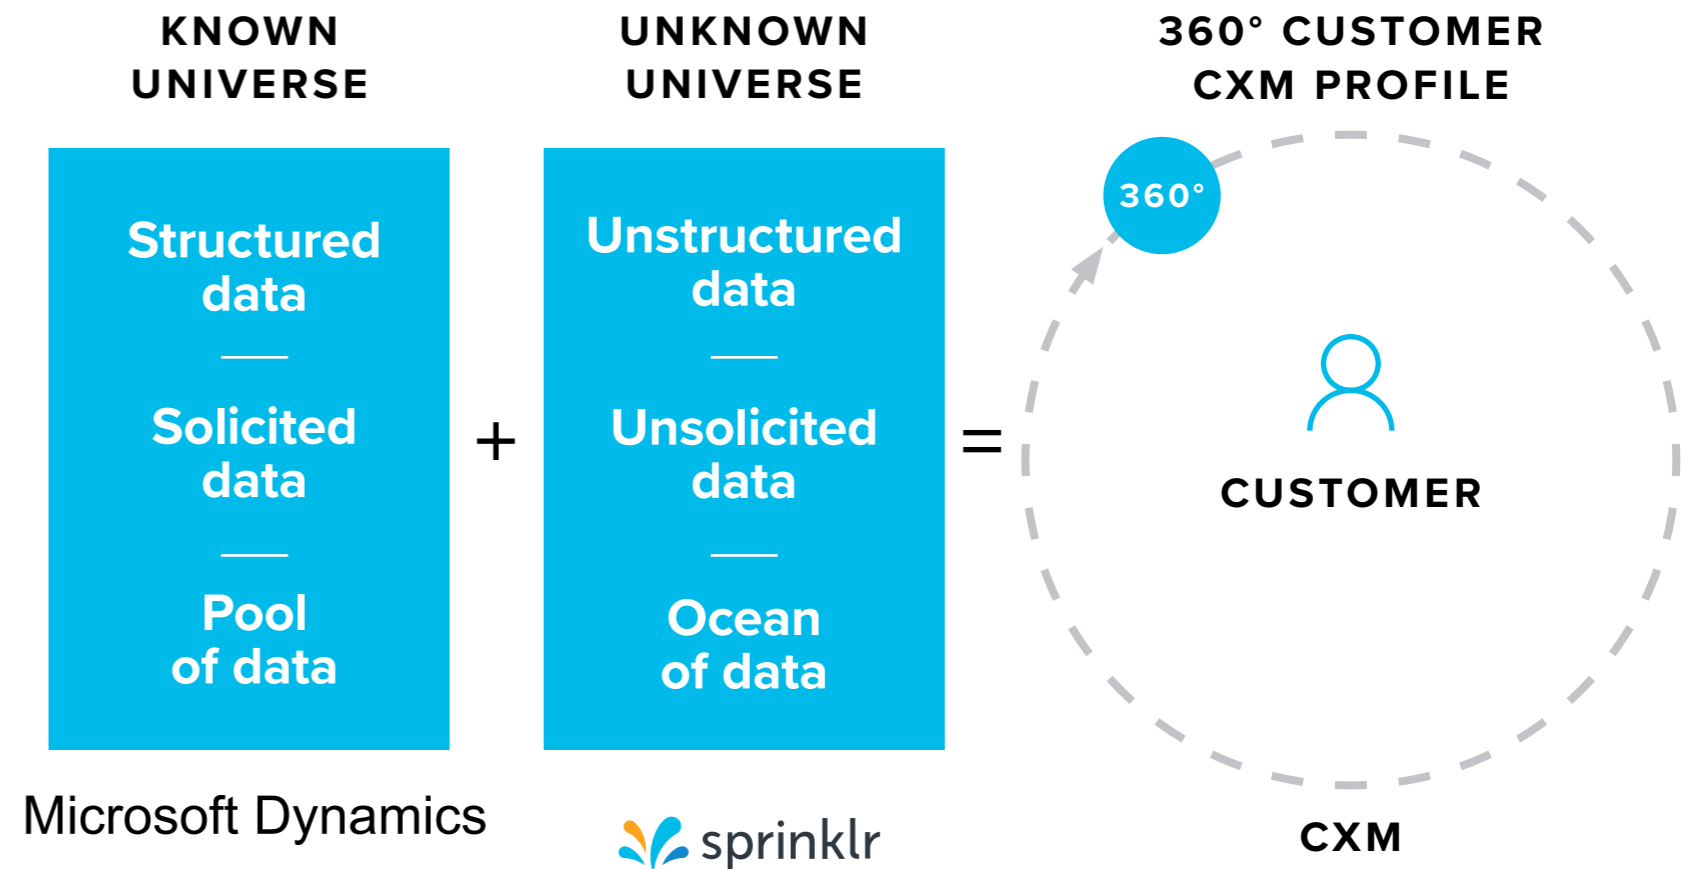 KNOWN
UNIVERSE
Structured
data
Solicited
data
Pool
of data
Microsoft Dynamics
+
UNKNOWN
UNIVERSE
Unstructured
data
Unsolicited
data
Ocean
of data
sprinklr
=
360° CUSTOMER
CXM PROFILE
360°
CUSTOMER
CXM